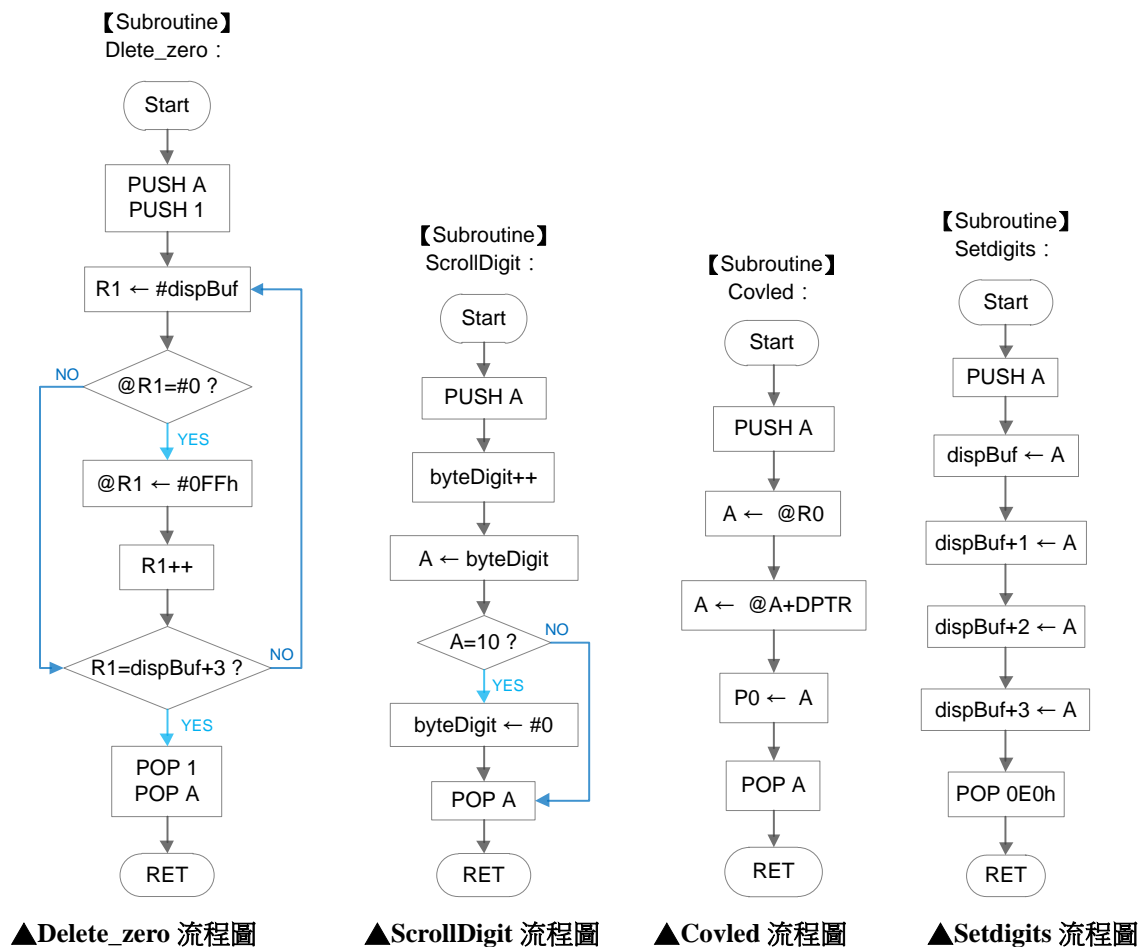 【Subroutine】
Dlete_zero：
Start
PUSH A
PUSH 1
R1 ← #dispBuf
@R1=#0 ?
NO
YES
@R1 ← #0FFh
R1++
R1=dispBuf+3 ?
NO
YES
POP 1
POP A
RET
▲Delete_zero 流程圖
【Subroutine】
ScrollDigit：
Start
PUSH A
byteDigit++
A ← byteDigit
A=10 ?
NO
YES
byteDigit ← #0
POP A
RET
▲ScrollDigit 流程圖
【Subroutine】
Covled：
Start
PUSH A
A ← @R0
A ← @A+DPTR
P0 ← A
POP A
RET
▲Covled 流程圖
【Subroutine】
Setdigits：
Start
PUSH A
dispBuf ← A
dispBuf+1 ← A
dispBuf+2 ← A
dispBuf+3 ← A
POP 0E0h
RET
▲Setdigits 流程圖